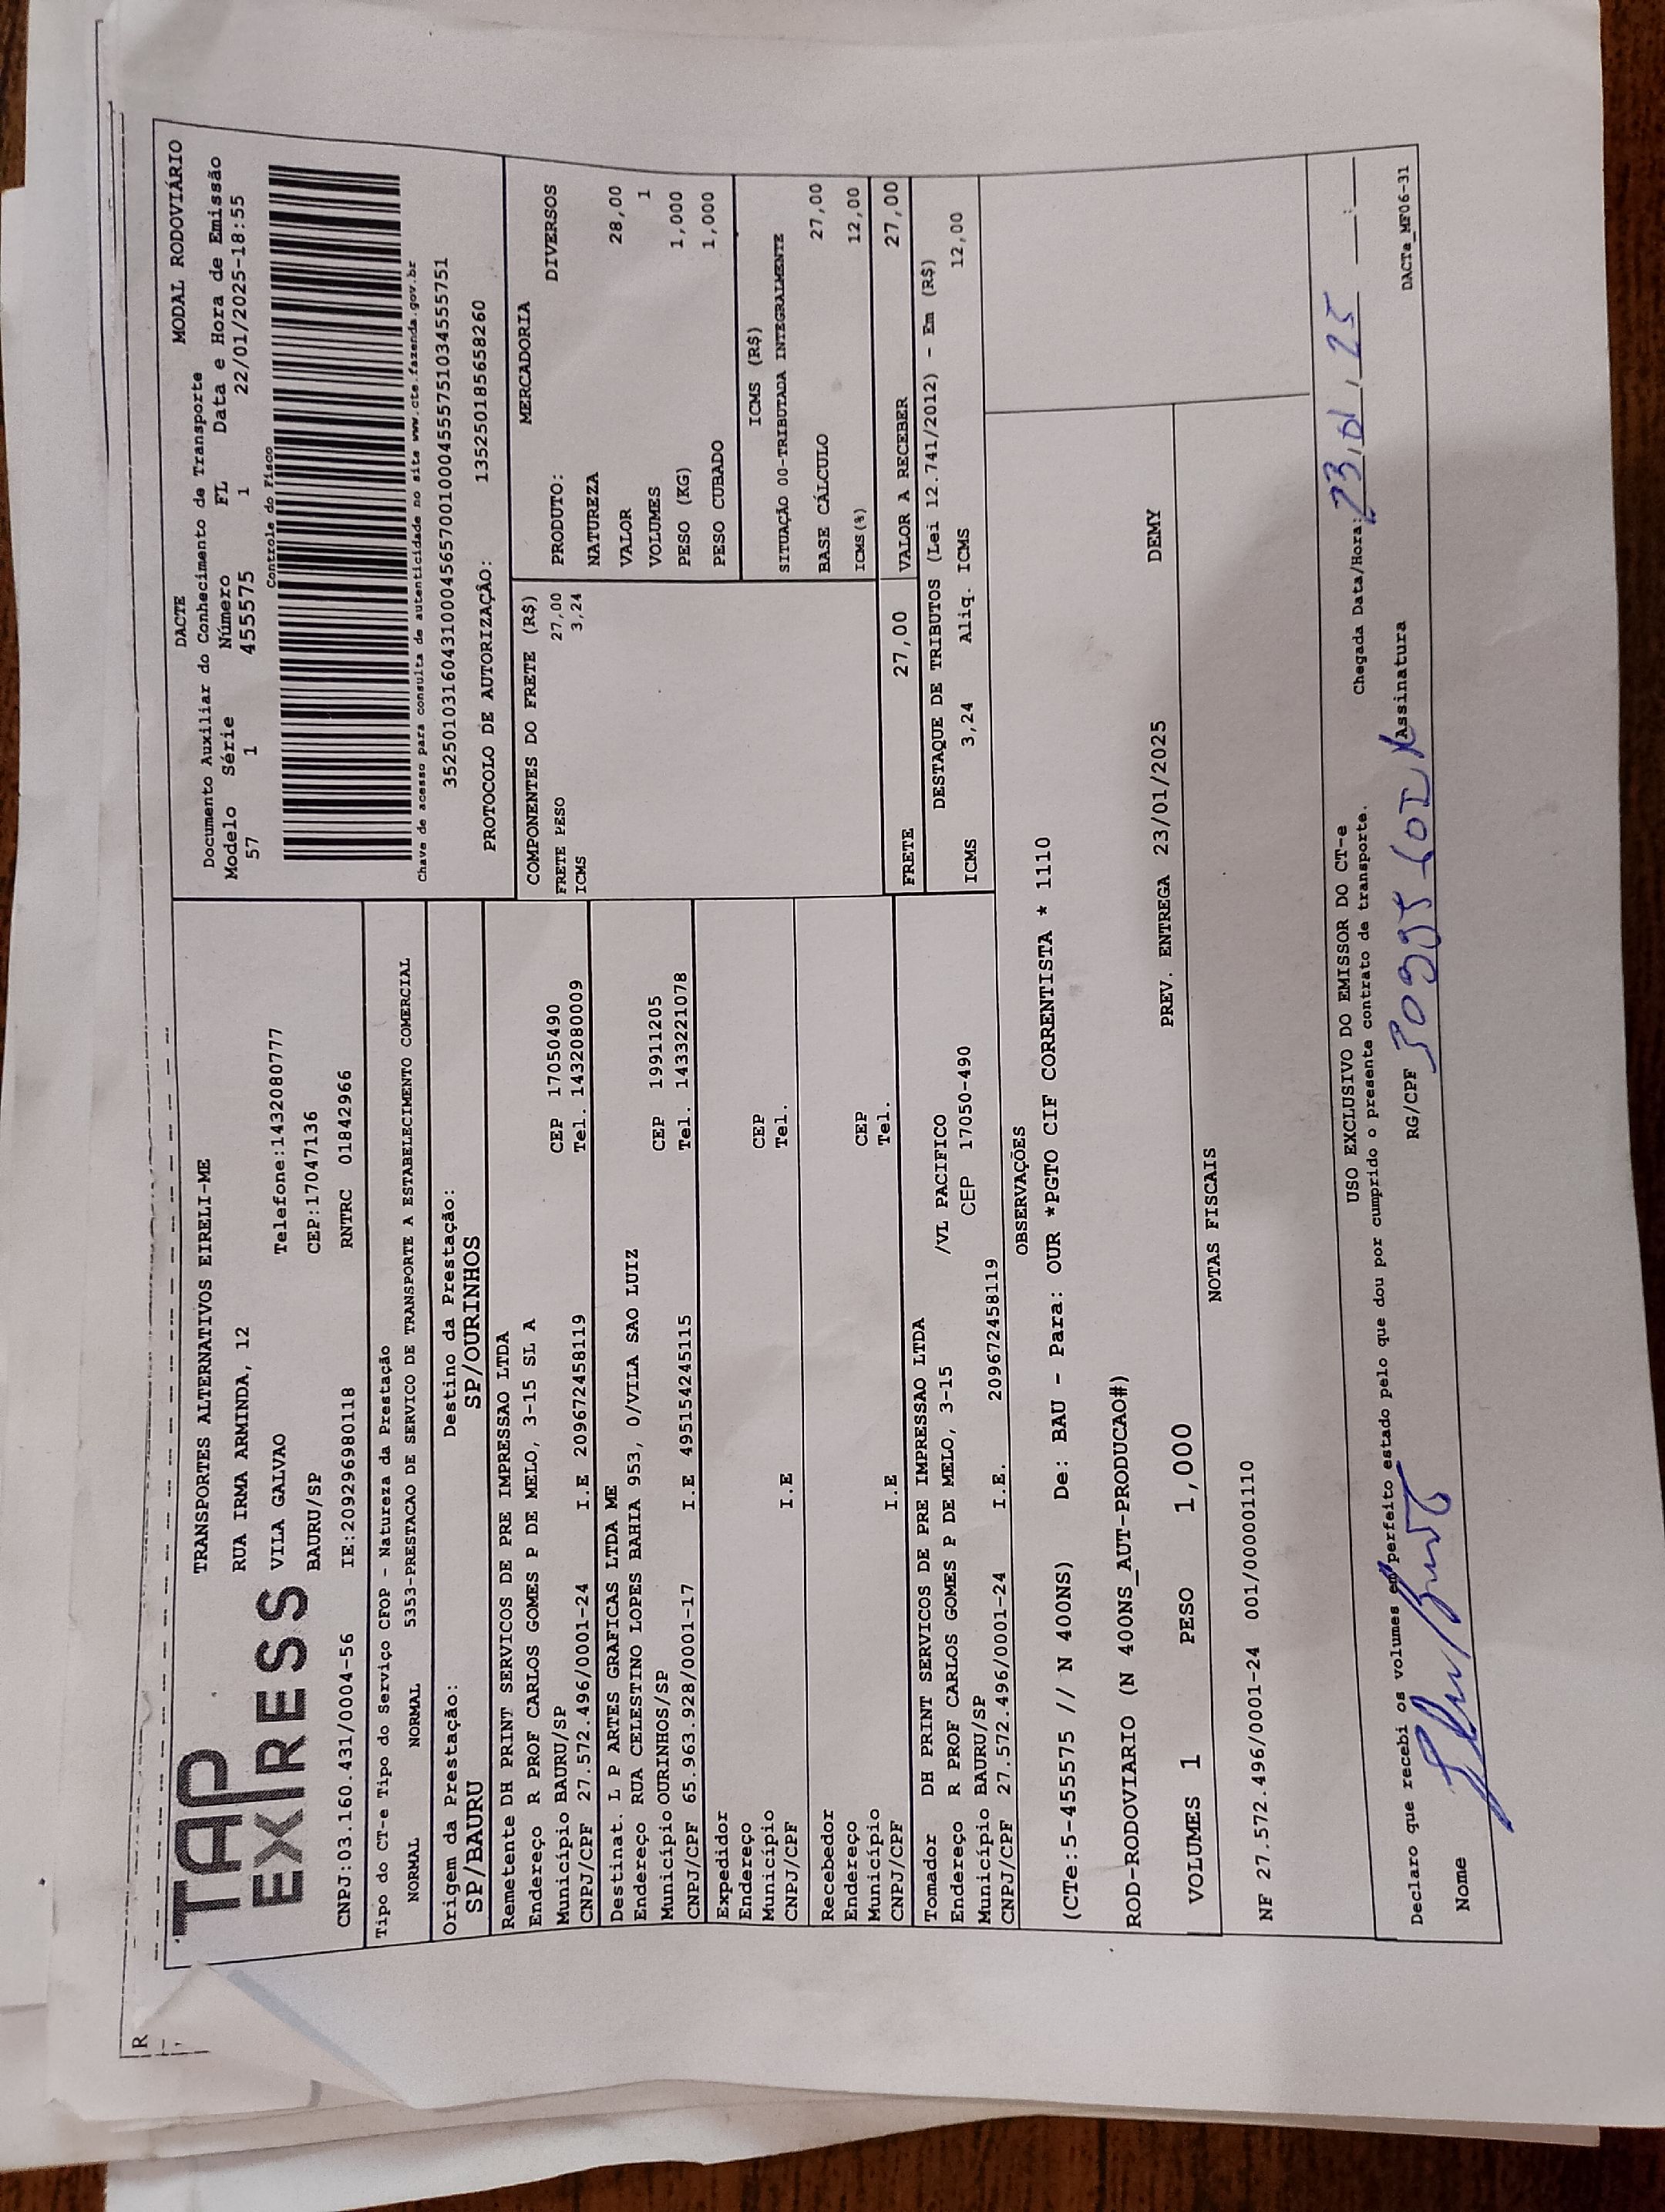 R
TAP
EXPRESS
TRANSPORTES ALTERNATIVOS EIRELI-ME
RUA IRMA ARMINDA, 12
VILA GALVAO Telefone:1432080777
BAURU/SP CEP:17047136
CNPJ:03.160.431/0004-56 IE:209296980118 RNTRC 01842966
DACTE MODAL RODOVIÁRIO
Documento Auxiliar do Conhecimento de Transporte
Modelo Série Número FL Data e Hora de Emissão
57 1 455575 1 22/01/2025-18:55
Controle do Fisco
Chave de acesso para consulta de autenticidade no site www.cte.fazenda.gov.br
35250103160431000456570010004555751034555751
PROTOCOLO DE AUTORIZAÇÃO: 135250185658260
Tipo do CT-e Tipo do Serviço CFOP - Natureza da Prestação
NORMAL NORMAL 5353-PRESTACAO DE SERVICO DE TRANSPORTE A ESTABELECIMENTO COMERCIAL
Origem da Prestação: Destino da Prestação:
SP/BAURU SP/OURINHOS
Remetente DH PRINT SERVICOS DE PRE IMPRESSAO LTDA
Endereço R PROF CARLOS GOMES P DE MELO, 3-15 SL A
Município BAURU/SP CEP 17050490
CNPJ/CPF 27.572.496/0001-24 I.E 209672458119 Tel. 1432080009
Destinat. L P ARTES GRAFICAS LTDA ME
Endereço RUA CELESTINO LOPES BAHIA 953, 0/VILA SAO LUIZ
Município OURINHOS/SP CEP 19911205
CNPJ/CPF 65.963.928/0001-17 I.E 495154245115 Tel. 1433221078
Expedidor
Endereço
Município CEP
CNPJ/CPF I.E Tel.
Recebedor
Endereço
Município CEP
CNPJ/CPF I.E Tel.
Tomador DH PRINT SERVICOS DE PRE IMPRESSAO LTDA
Endereço R PROF CARLOS GOMES P DE MELO, 3-15 /VL PACIFICO
Município BAURU/SP CEP 17050-490
CNPJ/CPF 27.572.496/0001-24 I.E. 209672458119
COMPONENTES DO FRETE (R$)
FRETE PESO 27,00
ICMS 3,24
MERCADORIA
PRODUTO: DIVERSOS
NATUREZA
VALOR 28,00
VOLUMES 1
PESO (KG) 1,000
PESO CUBADO 1,000
ICMS (R$)
SITUAÇÃO 00-TRIBUTADA INTEGRALMENTE
BASE CÁLCULO 27,00
ICMS(%) 12,00
FRETE 27,00 VALOR A RECEBER 27,00
DESTAQUE DE TRIBUTOS (Lei 12.741/2012) - Em (R$)
ICMS 3,24 Aliq. ICMS 12,00
OBSERVAÇÕES
(CTe:5-455575 // N 400NS) De: BAU - Para: OUR *PGTO CIF CORRENTISTA * 1110
ROD-RODOVIARIO (N 400NS_AUT-PRODUCAO#)
VOLUMES 1 PESO 1,000 PREV. ENTREGA 23/01/2025 DEMY
NOTAS FISCAIS
NF 27.572.496/0001-24 001/000001110
USO EXCLUSIVO DO EMISSOR DO CT-e
Declaro que recebi os volumes em perfeito estado pelo que dou por cumprido o presente contrato de transporte.
Chegada Data/Hora: 23,01,25 :
Nome RG/CPF Assinatura
DACTe_MF06-31